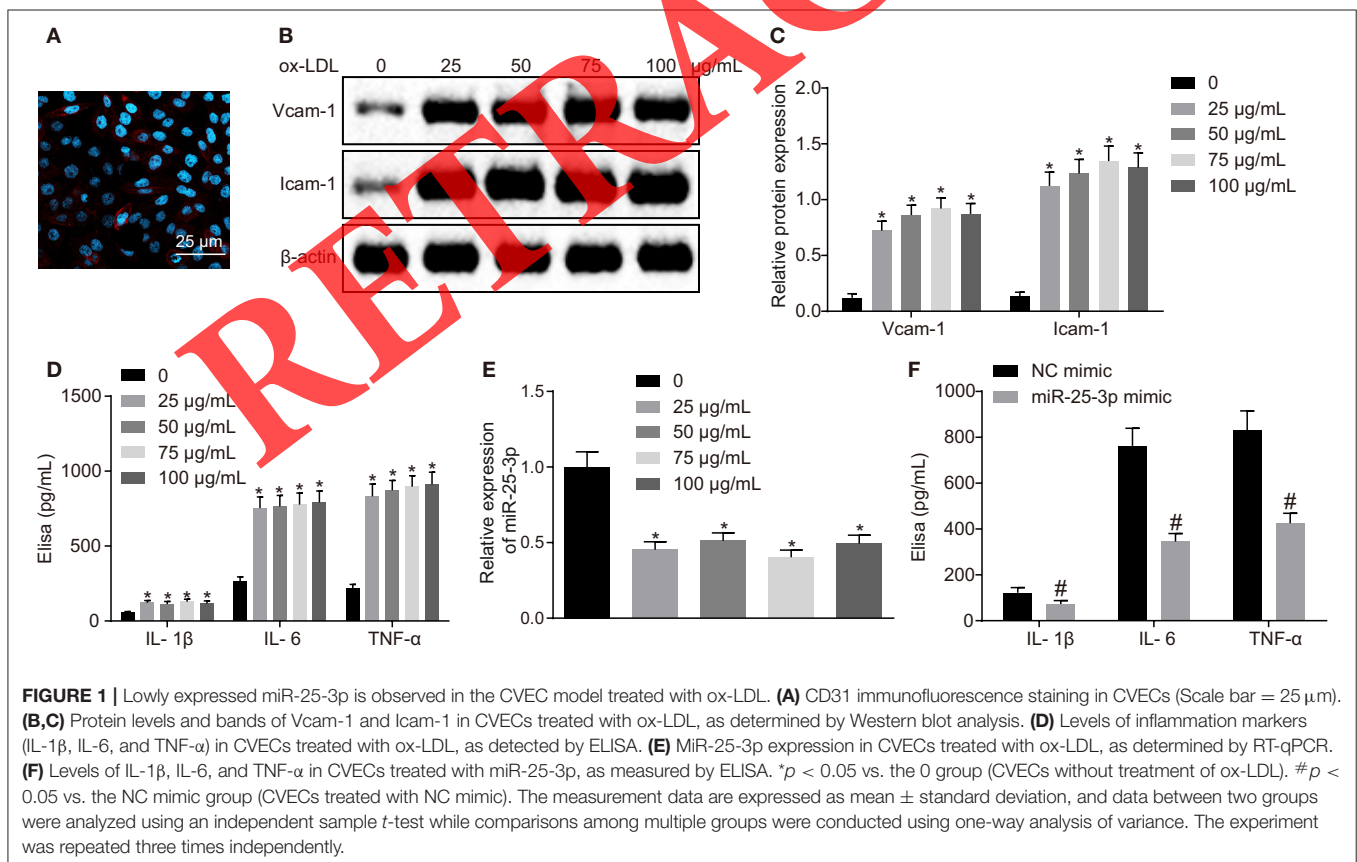 A
25 μm
B
ox-LDL 0 25 50 75 100 μg/mL
Vcam-1
Icam-1
β-actin
C
Relative protein expression
2.0
1.5
1.0
0.5
0.0
* * * * * * * *
Vcam-1 Icam-1
0
25 μg/mL
50 μg/mL
75 μg/mL
100 μg/mL
RETRAC
D
Elisa (pg/mL)
1500
1000
500
0
0
25 μg/mL
50 μg/mL
75 μg/mL
100 μg/mL
* * * * * * * * * * * *
IL- 1β IL- 6 TNF-α
E
Relative expression
of miR-25-3p
1.5
1.0
0.5
0.0
0
25 μg/mL
50 μg/mL
75 μg/mL
100 μg/mL
* * * *
F
Elisa (pg/mL)
1000
800
600
400
200
0
NC mimic
miR-25-3p mimic
# # #
IL- 1β IL- 6 TNF-α
FIGURE 1 | Lowly expressed miR-25-3p is observed in the CVEC model treated with ox-LDL. (A) CD31 immunofluorescence staining in CVECs (Scale bar = 25 μm).
(B,C) Protein levels and bands of Vcam-1 and Icam-1 in CVECs treated with ox-LDL, as determined by Western blot analysis. (D) Levels of inflammation markers
(IL-1β, IL-6, and TNF-α) in CVECs treated with ox-LDL, as detected by ELISA. (E) MiR-25-3p expression in CVECs treated with ox-LDL, as determined by RT-qPCR.
(F) Levels of IL-1β, IL-6, and TNF-α in CVECs treated with miR-25-3p, as measured by ELISA. *p < 0.05 vs. the 0 group (CVECs without treatment of ox-LDL). #p <
0.05 vs. the NC mimic group (CVECs treated with NC mimic). The measurement data are expressed as mean ± standard deviation, and data between two groups
were analyzed using an independent sample t-test while comparisons among multiple groups were conducted using one-way analysis of variance. The experiment
was repeated three times independently.